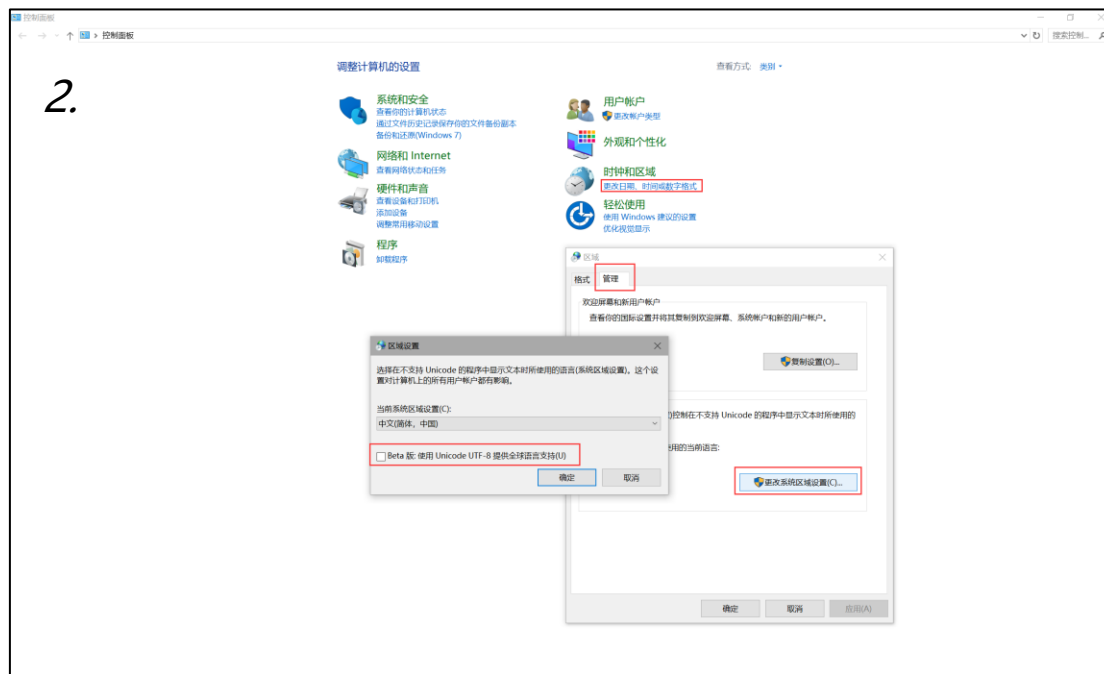 控制面板
控制面板
搜索控制...
2.
调整计算机的设置
查看方式: 类别
系统和安全
查看你的计算机状态
通过文件历史记录保存你的文件备份副本
备份和还原(Windows 7)
网络和 Internet
查看网络状态和任务
硬件和声音
查看设备和打印机
添加设备
调整常用移动设置
程序
卸载程序
用户帐户
更改帐户类型
外观和个性化
时钟和区域
更改日期、时间或数字格式
轻松使用
使用 Windows 建议的设置
优化视觉显示
区域
格式 管理
欢迎屏幕和新用户帐户
查看你的国际设置并将其复制到欢迎屏幕、系统帐户和新的用户帐户。
复制设置(O)...
)控制在不支持 Unicode 的程序中显示文本时所使用的
使用的当前语言:
更改系统区域设置(C)...
确定 取消 应用(A)
区域设置
选择在不支持 Unicode 的程序中显示文本时所使用的语言(系统区域设置)。这个设
置对计算机上的所有用户帐户都有影响。
当前系统区域设置(C):
中文(简体，中国)
Beta 版: 使用 Unicode UTF-8 提供全球语言支持(U)
确定 取消